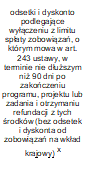 odsetki i dyskonto
podlegające
wyłączeniu z limitu
spłaty zobowiązań, o
którym mowa w art.
243 ustawy, w
terminie nie dłuższym
niż 90 dni po
zakończeniu
programu, projektu lub
zadania i otrzymaniu
refundacji z tych
środków (bez odsetek
i dyskonta od
zobowiązań na wkład
krajowy) x